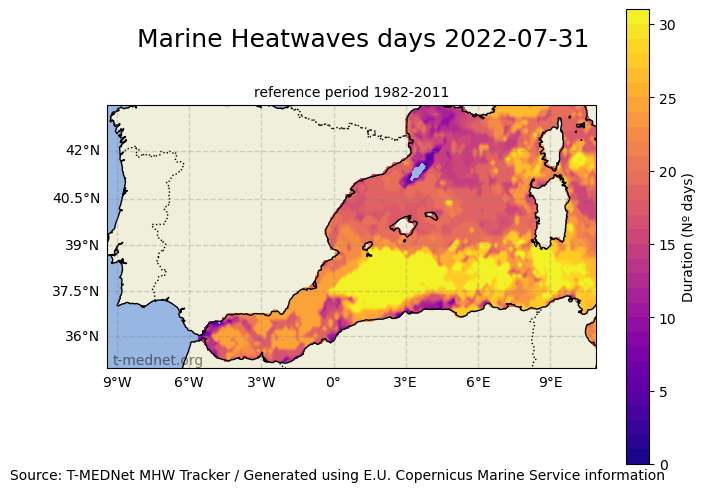 Marine Heatwaves days 2022-07-31
reference period 1982-2011
42°N
40.5°N
39°N
37.5°N
36°N
t-mednet.org
9°W 6°W 3°W 0° 3°E 6°E 9°E
30
25
20
15
10
5
0
Duration (Nº days)
Source: T-MEDNet MHW Tracker / Generated using E.U. Copernicus Marine Service information